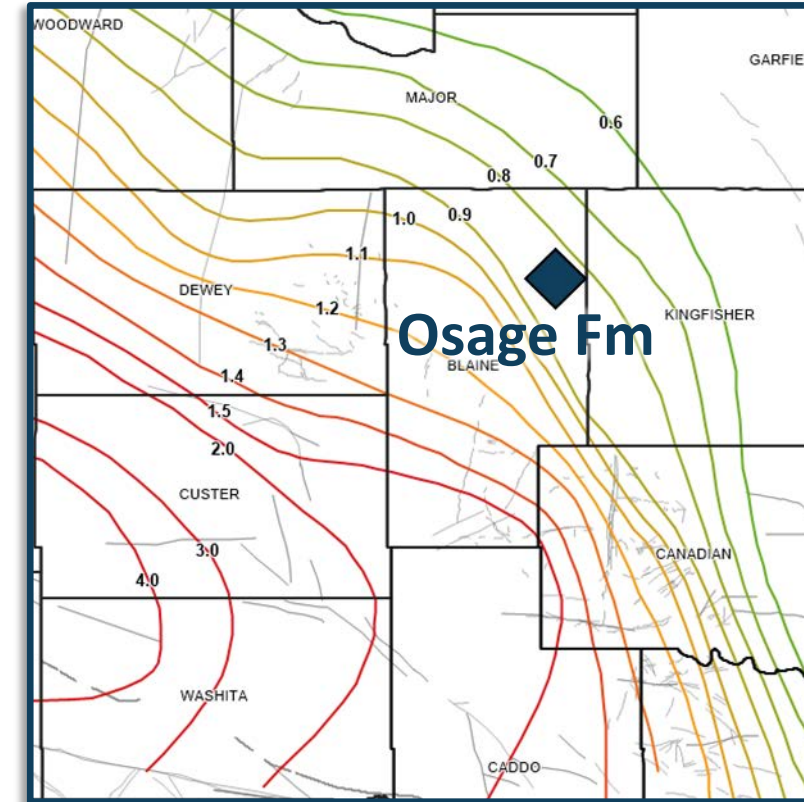 WOODWARD
GARFIE
MAJOR
0.6
0.7
0.8
0.9
1.0
1.1
DEWEY
1.2
KINGFISHER
Osage Fm
1.3
BLAINE
1.4
1.5
2.0
CUSTER
3.0
CANADIAN
4.0
WASHITA
CADDO